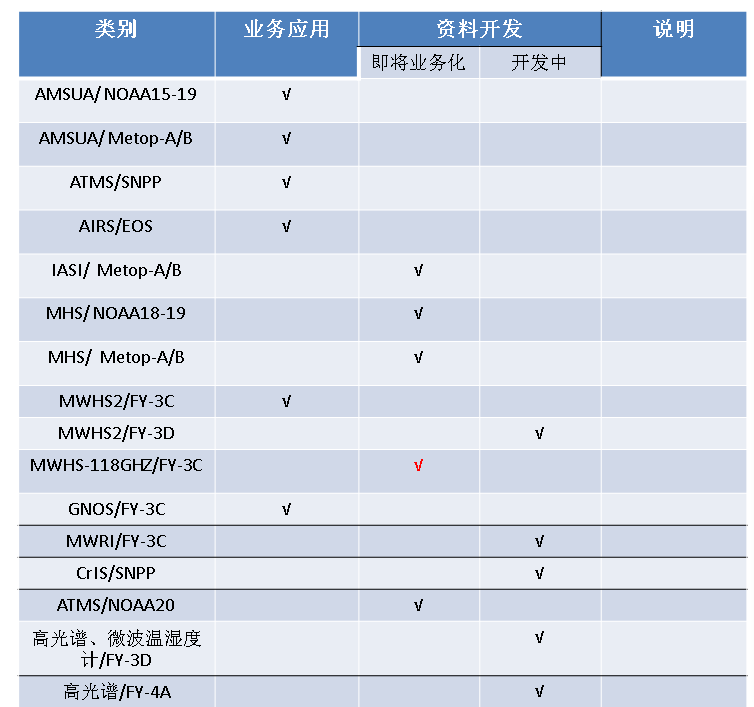 类别 业务应用 资料开发 说明
即将业务化 开发中
AMSUA/ NOAA15-19 √
AMSUA/ Metop-A/B √
ATMS/SNPP √
AIRS/EOS √
IASI/ Metop-A/B √
MHS/ NOAA18-19 √
MHS/ Metop-A/B √
MWHS2/FY-3C √
MWHS2/FY-3D √
MWHS-118GHZ/FY-3C √
GNOS/FY-3C √
MWRI/FY-3C √
CrIS/SNPP √
ATMS/NOAA20 √
高光谱、微波温湿度 √
计/FY-3D
高光谱/FY-4A √